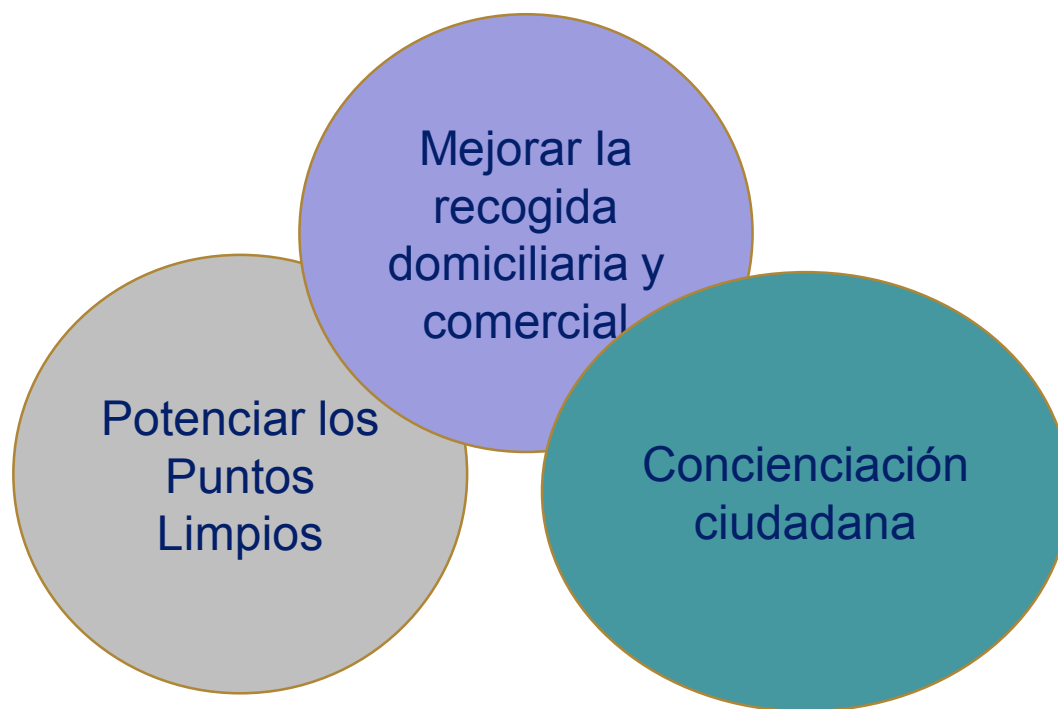 Mejorar la
recogida
domiciliaria y
comercial
Potenciar los
Puntos
Limpios
Concienciación
ciudadana